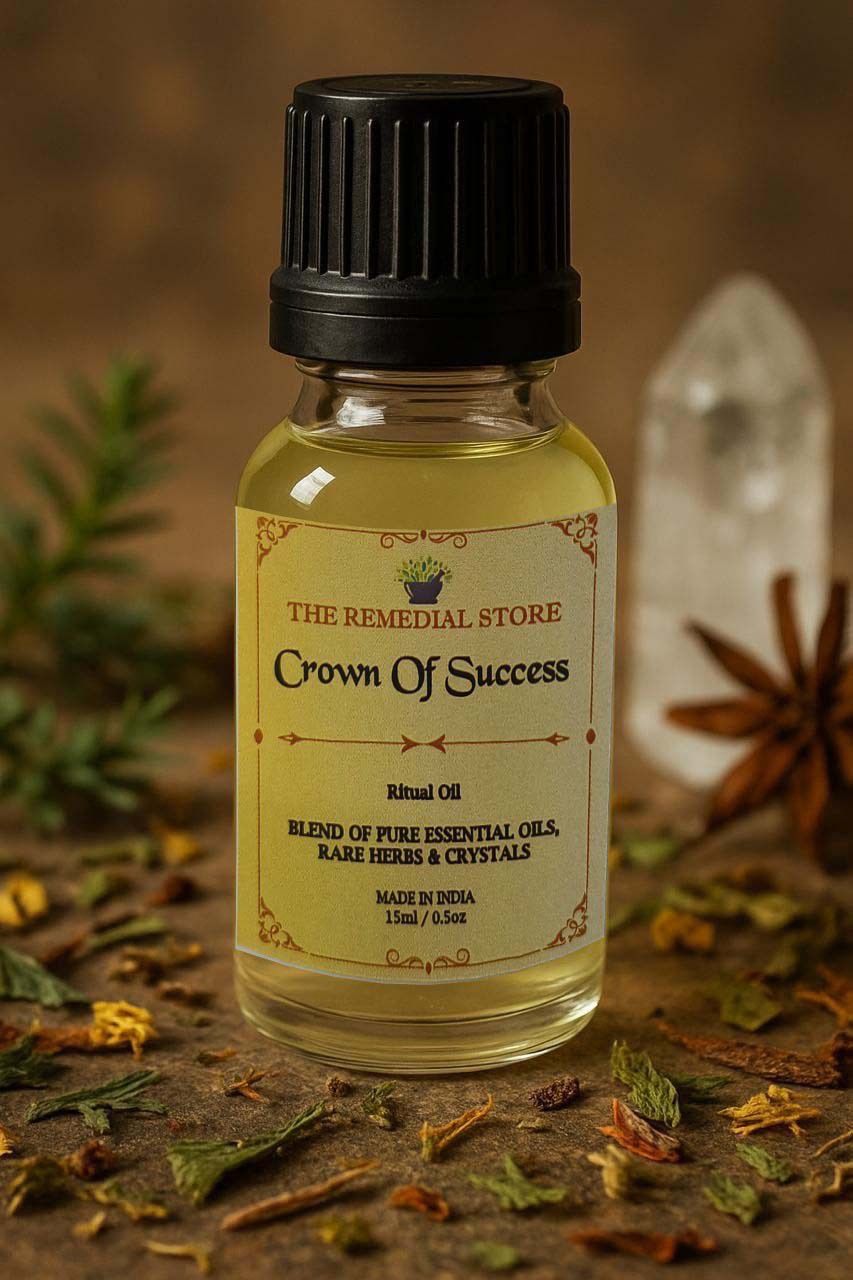 THE REMEDIAL STORE
Crown Of Success
Ritual Oil
BLEND OF PURE ESSENTIAL OILS,
RARE HERBS & CRYSTALS
MADE IN INDIA
15ml / 0.5oz